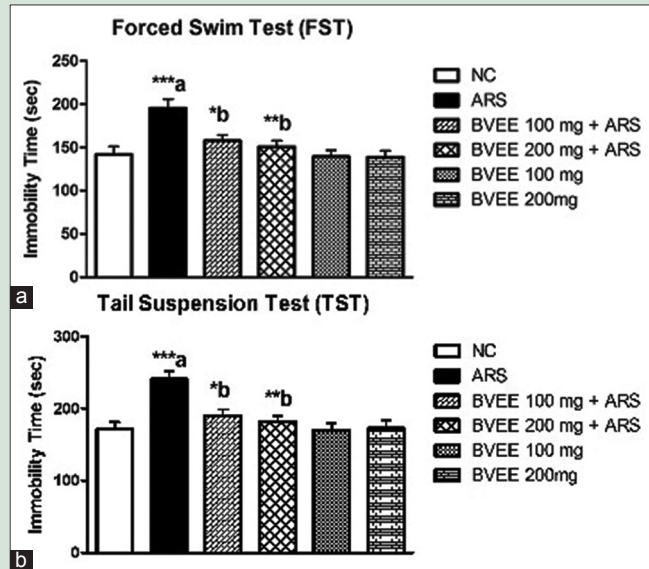 Forced Swim Test (FST)
Immobility Time (sec)
250
200
150
100
50
0
***a
*b
**b
NC
ARS
BVEE 100 mg + ARS
BVEE 200 mg + ARS
BVEE 100 mg
BVEE 200mg
a
Tail Suspension Test (TST)
Immobility Time (sec)
300
200
100
0
***a
*b
**b
NC
ARS
BVEE 100 mg + ARS
BVEE 200 mg + ARS
BVEE 100 mg
BVEE 200mg
b